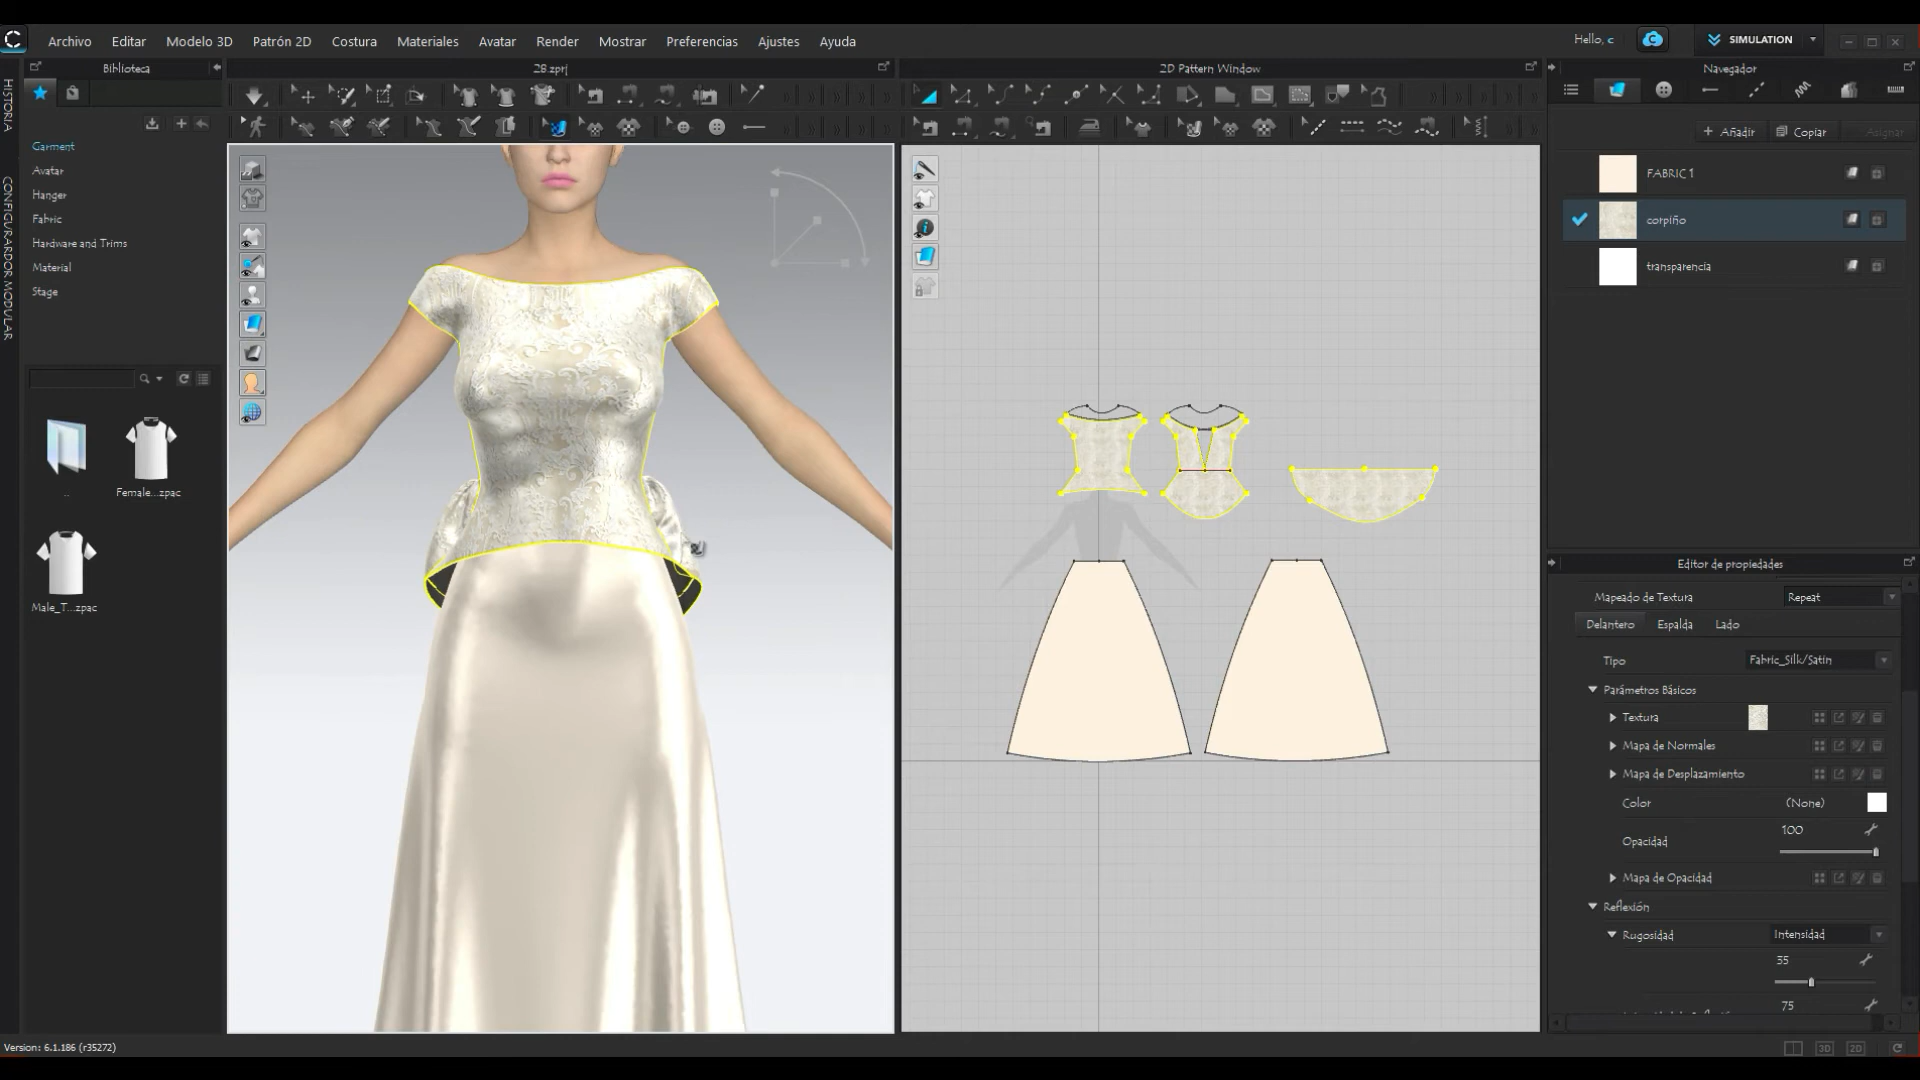 Archivo Editar Modelo 3D Patrón 2D Costura Materiales Avatar Render Mostrar Preferencias Ajustes Ayuda
Hello, c
SIMULATION
HISTORIA
CONFIGURARDOR MODULAR
Biblioteca
Garment
Avatar
Hanger
Fabric
Hardware and Trims
Material
Stage
..
Female...zpac
Male_T...zpac
28.zprj
2D Pattern Window
Navegador
+ Añadir Copiar Asignar
FABRIC 1
corpiño
transparencia
Editor de propiedades
Mapeado de Textura Repeat
Delantero Espalda Lado
Tipo Fabric_Silk/Satin
Parámetros Básicos
Textura
Mapa de Normales
Mapa de Desplazamiento
Color (None)
Opacidad 100
Mapa de Opacidad
Reflexión
Rugosidad Intensidad
35
75
Version: 6.1.186 (r35272)
3D 2D